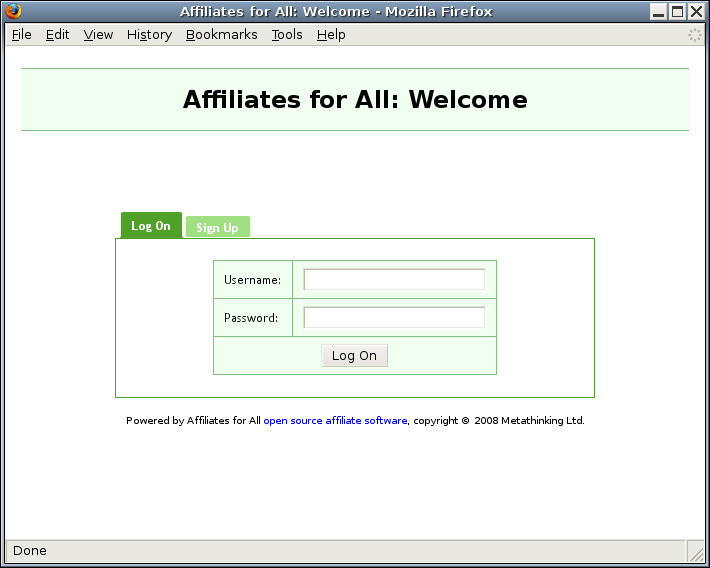 Affiliates for All: Welcome - Mozilla Firefox
File Edit View History Bookmarks Tools Help
Affiliates for All: Welcome
Log On Sign Up
Username:
Password:
Log On
Powered by Affiliates for All open source affiliate software, copyright © 2008 Metathinking Ltd.
Done